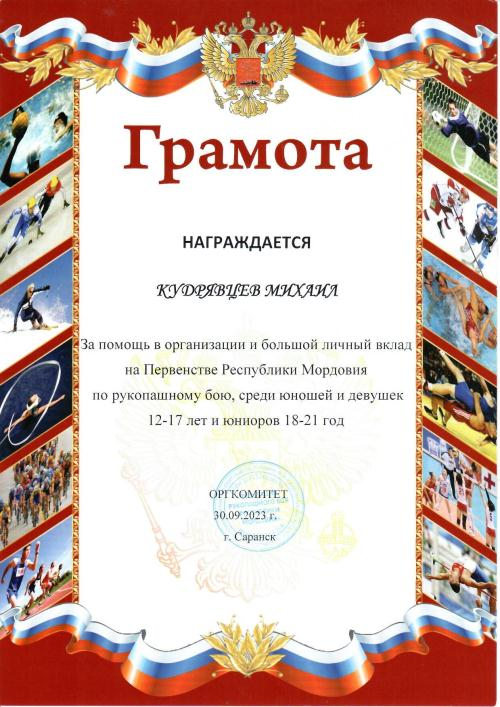 Грамота
НАГРАЖДАЕТСЯ
КУДРЯВЦЕВ МИХАИЛ
За помощь в организации и большой личный вклад
на Первенстве Республики Мордовия
по рукопашному бою, среди юношей и девушек
12-17 лет и юниоров 18-21 год
ОРГКОМИТЕТ
30.09.2023 г.
г. Саранск